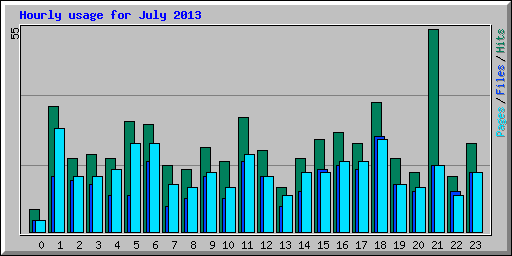 Hourly usage for July 2013
55
Pages/Files/Hits
0 1 2 3 4 5 6 7 8 9 10 11 12 13 14 15 16 17 18 19 20 21 22 23